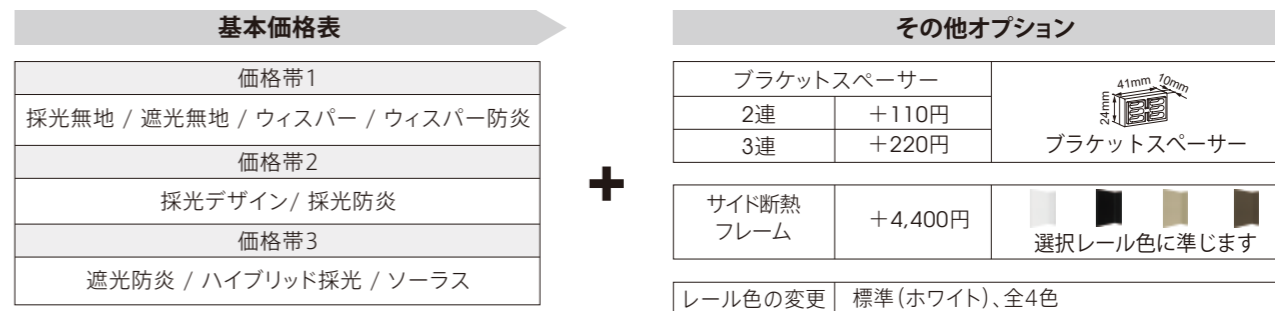 基本価格表
価格帯1
採光無地 / 遮光無地 / ウィスパー / ウィスパー防炎
価格帯2
採光デザイン/ 採光防炎
価格帯3
遮光防炎 / ハイブリッド採光 / ソーラス
+
その他オプション
ブラケットスペーサー
2連 +110円
3連 +220円
41mm 10mm
24mm
ブラケットスペーサー
サイド断熱
フレーム
+4,400円
選択レール色に準じます
レール色の変更 標準(ホワイト)、全4色